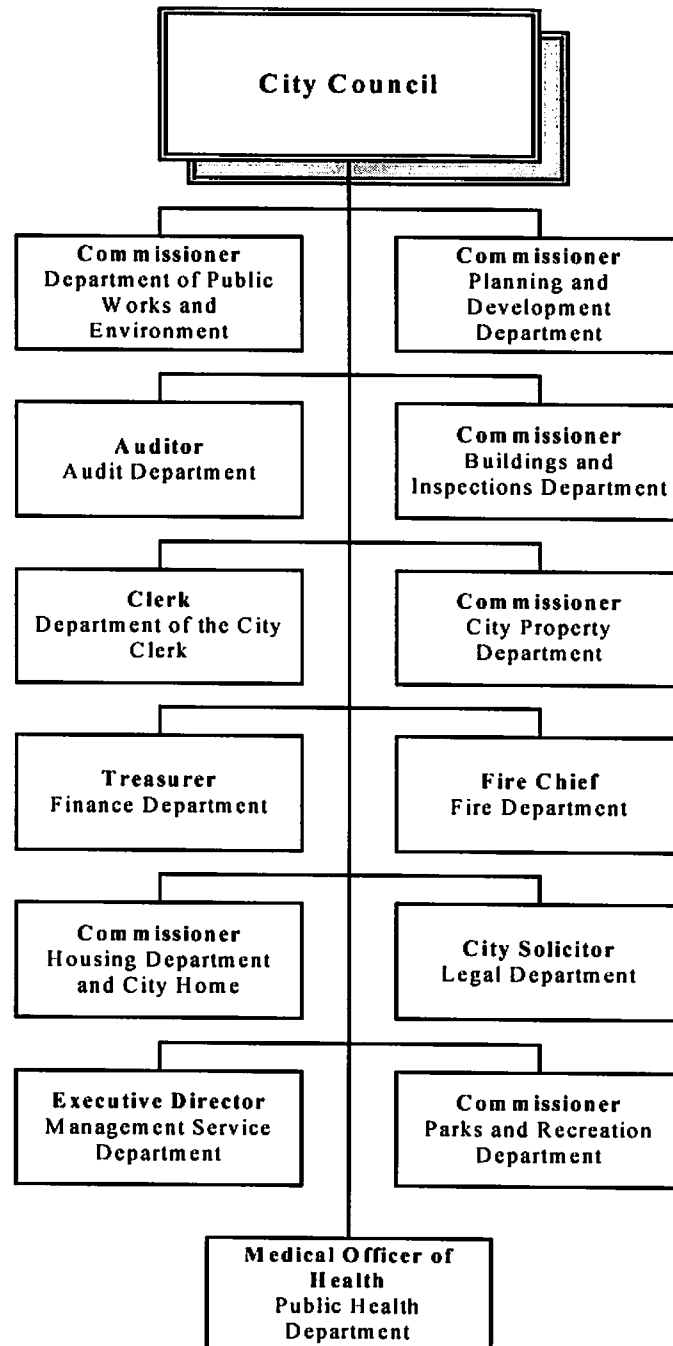 City Council
Commissioner
Department of Public
Works and
Environment
Commissioner
Planning and
Development
Department
Auditor
Audit Department
Commissioner
Buildings and
Inspections Department
Clerk
Department of the City
Clerk
Commissioner
City Property
Department
Treasurer
Finance Department
Fire Chief
Fire Department
Commissioner
Housing Department
and City Home
City Solicitor
Legal Department
Executive Director
Management Service
Department
Commissioner
Parks and Recreation
Department
Medical Officer of
Health
Public Health
Department